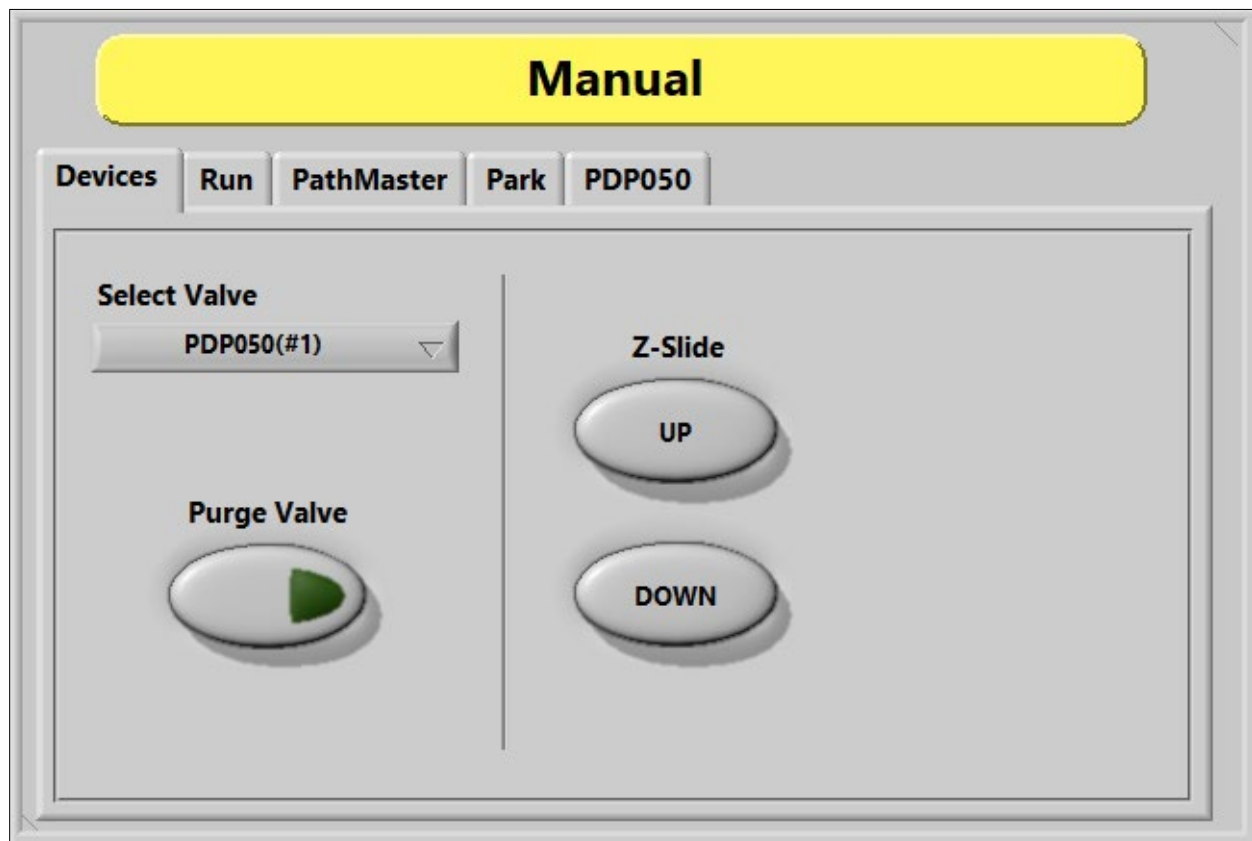 Manual
Devices
Run
PathMaster
Park
PDP050
Select Valve
PDP050(#1)
Purge Valve
Z-Slide
UP
DOWN